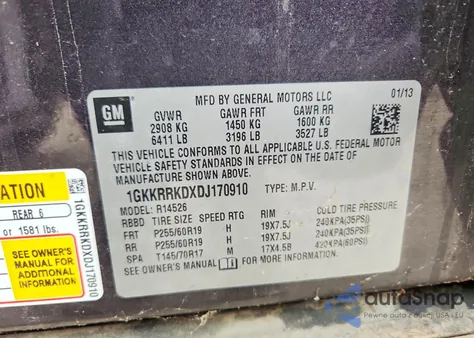 GM
MFD BY GENERAL MOTORS LLC
01/13
GVWR GAWR FRT GAWR RR
2908 KG 1450 KG 1600 KG
6411 LB 3196 LB 3527 LB
THIS VEHICLE CONFORMS TO ALL APPLICABLE U.S. FEDERAL MOTOR
VEHICLE SAFETY STANDARDS IN EFFECT ON THE DATE OF
MANUFACTURE SHOWN ABOVE.
1GKKRRKDXDJ170910 TYPE: M.P.V.
MODEL: R14526
RBBD TIRE SIZE SPEED RTG RIM COLD TIRE PRESSURE
FRT P255/60R19 H 19X7.5J 240KPA(35PSI)
RR P255/60R19 H 19X7.5J 240KPA(35PSI)
SPA T145/70R17 M 17X4.5B 420KPA(60PSI)
SEE OWNER'S MANUAL FOR MORE INFORMATION
ATION
REAR 6
or 1581 lbs.
SEE OWNER'S
MANUAL FOR
ADDITIONAL
INFORMATION
1GKKRRKDXDJ170910
autoSnap
Pewne auta z aukcji USA i EU